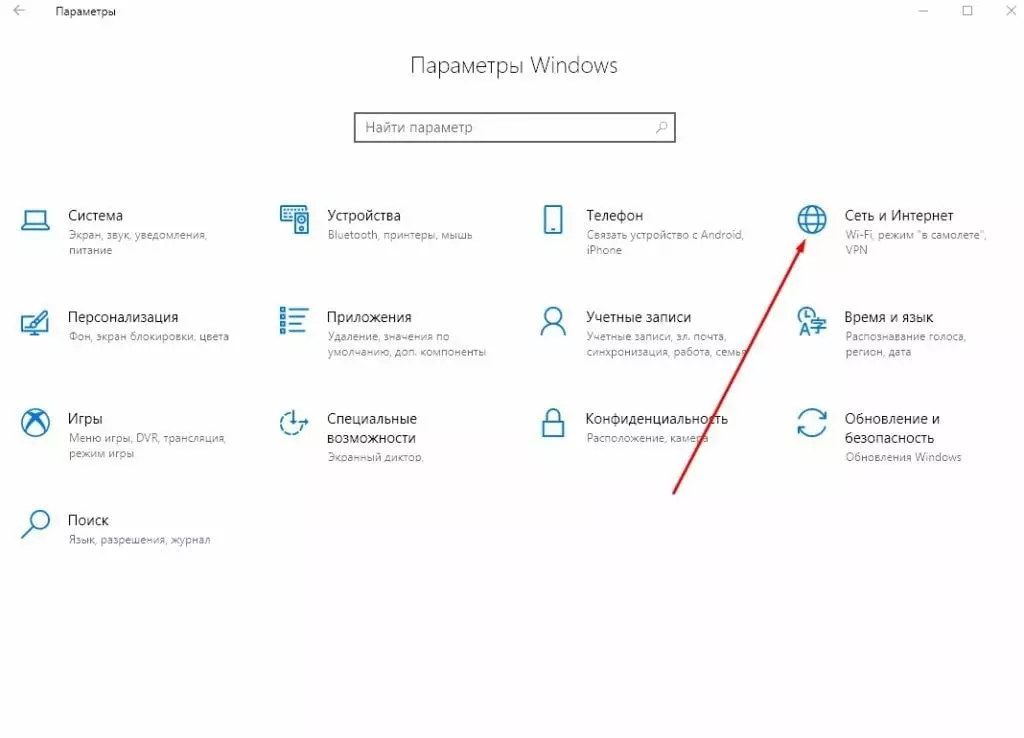 Параметры
Параметры Windows
Найти параметр
Система
Экран, звук, уведомления,
питание
Устройства
Bluetooth, принтеры, мышь
Телефон
Связать устройство с Android,
iPhone
Сеть и Интернет
Wi-Fi, режим "в самолете",
VPN
Персонализация
Фон, экран блокировки, цвета
Приложения
Удаление, значения по
умолчанию, доп. компоненты
Учетные записи
Учетные записи, эл. почта,
синхронизация, работа, семья
Время и язык
Распознавание голоса,
регион, дата
Игры
Меню игры, DVR, трансляция,
режим игры
Специальные
возможности
Экранный диктор,
Конфиденциальность
Расположение, камера
Обновление и
безопасность
Обновления Windows
Поиск
Язык, разрешения, журнал